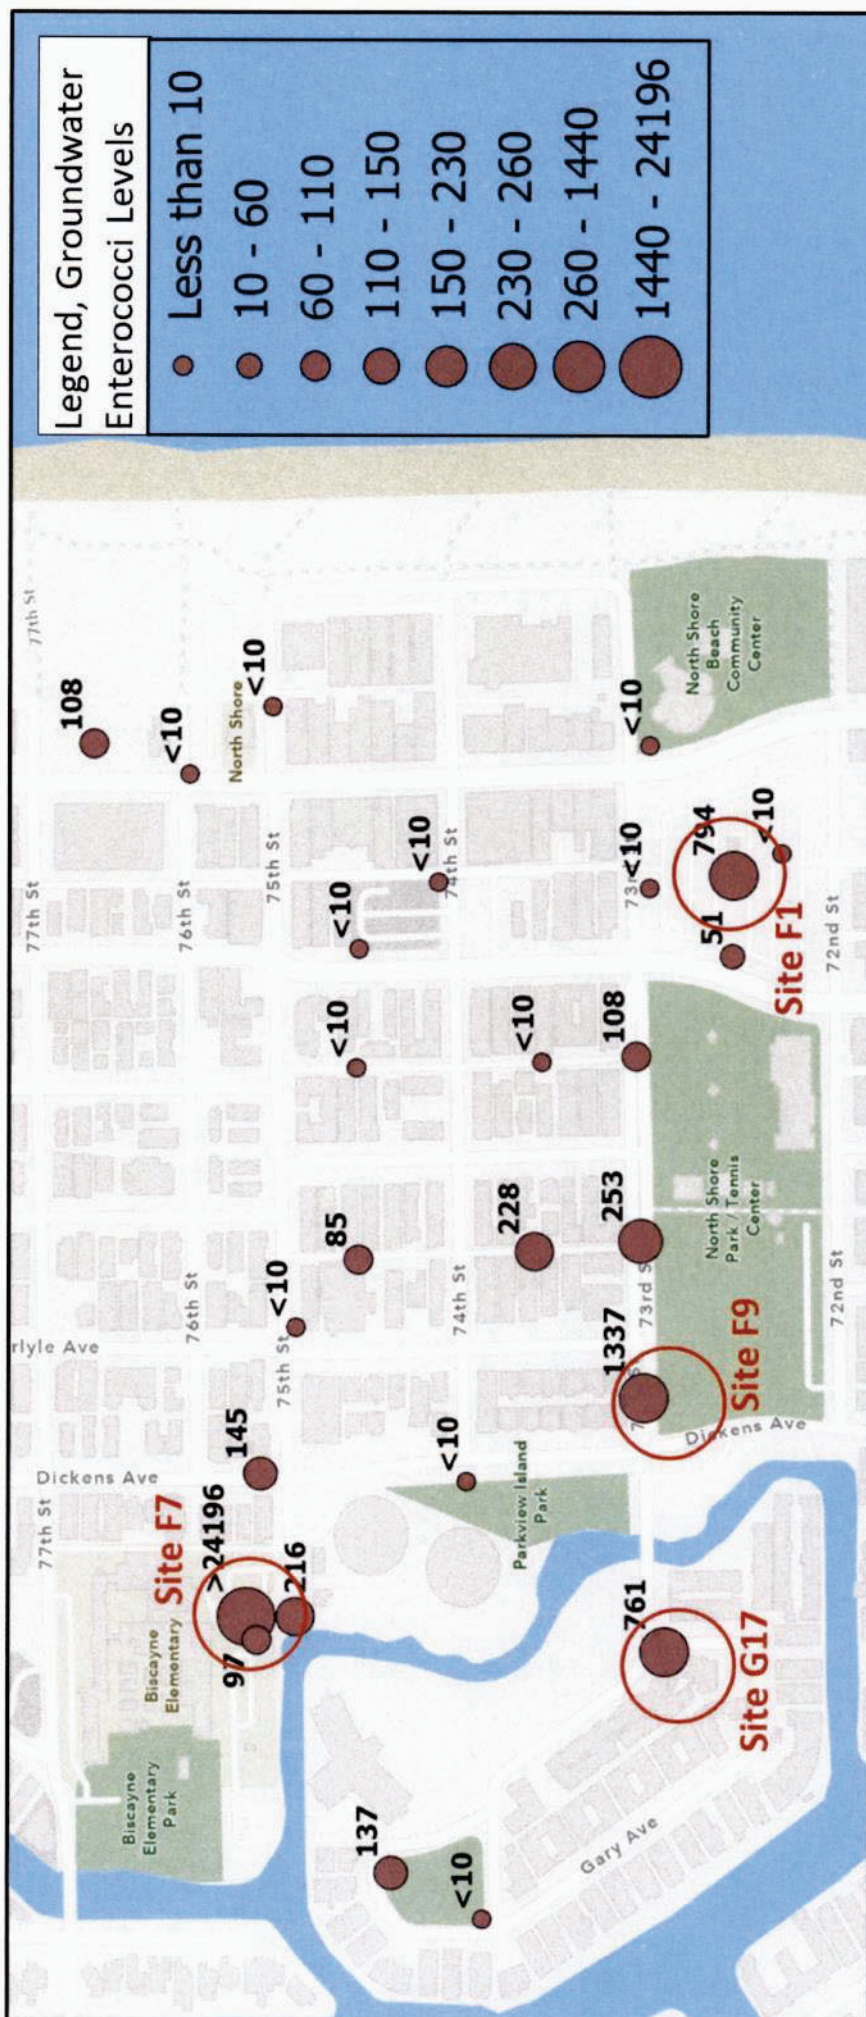 Legend, Groundwater
Enterococci Levels
Less than 10
10 - 60
60 - 110
110 - 150
150 - 230
230 - 260
260 - 1440
1440 - 24196
77th St
108
<10
North Shore
<10
77th St
76th St
75th St
<10
<10
74th St
<10
<10
North Shore
Beach
Community
Center
73r
794
<10
51
Site F1
72nd St
<10
<10
108
85
228
253
North Shore
Park / Tennis
Center
<10
76th St
75th St
74th St
73rd S
72nd St
rlyle Ave
1337
Site F9
Dickens Ave
145
<10
Dickens Ave
Parkview Island
Park
77th St
Site F7
>24196
216
97
Biscayne
Elementary
Biscayne
Elementary
Park
761
Site G17
137
<10
Gary Ave